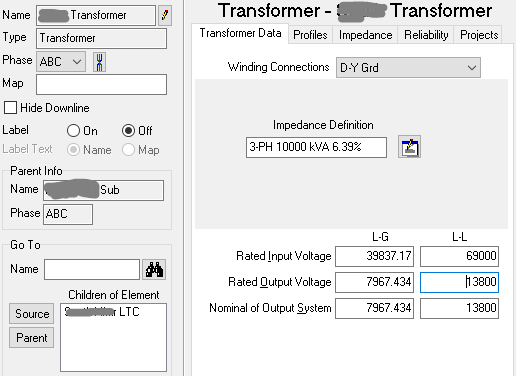 Name Transformer
Type Transformer
Phase ABC
Map
Hide Downline
Label On Off
Label Text Name Map
Parent Info
Name Sub
Phase ABC
Go To
Name
Children of Element
Source
Parent
LTC
Transformer - Transformer
Transformer Data Profiles Impedance Reliability Projects
Winding Connections D-Y Grd
Impedance Definition
3-PH 10000 kVA 6.39%
L-G L-L
Rated Input Voltage 39837.17 69000
Rated Output Voltage 7967.434 13800
Nominal of Output System 7967.434 13800